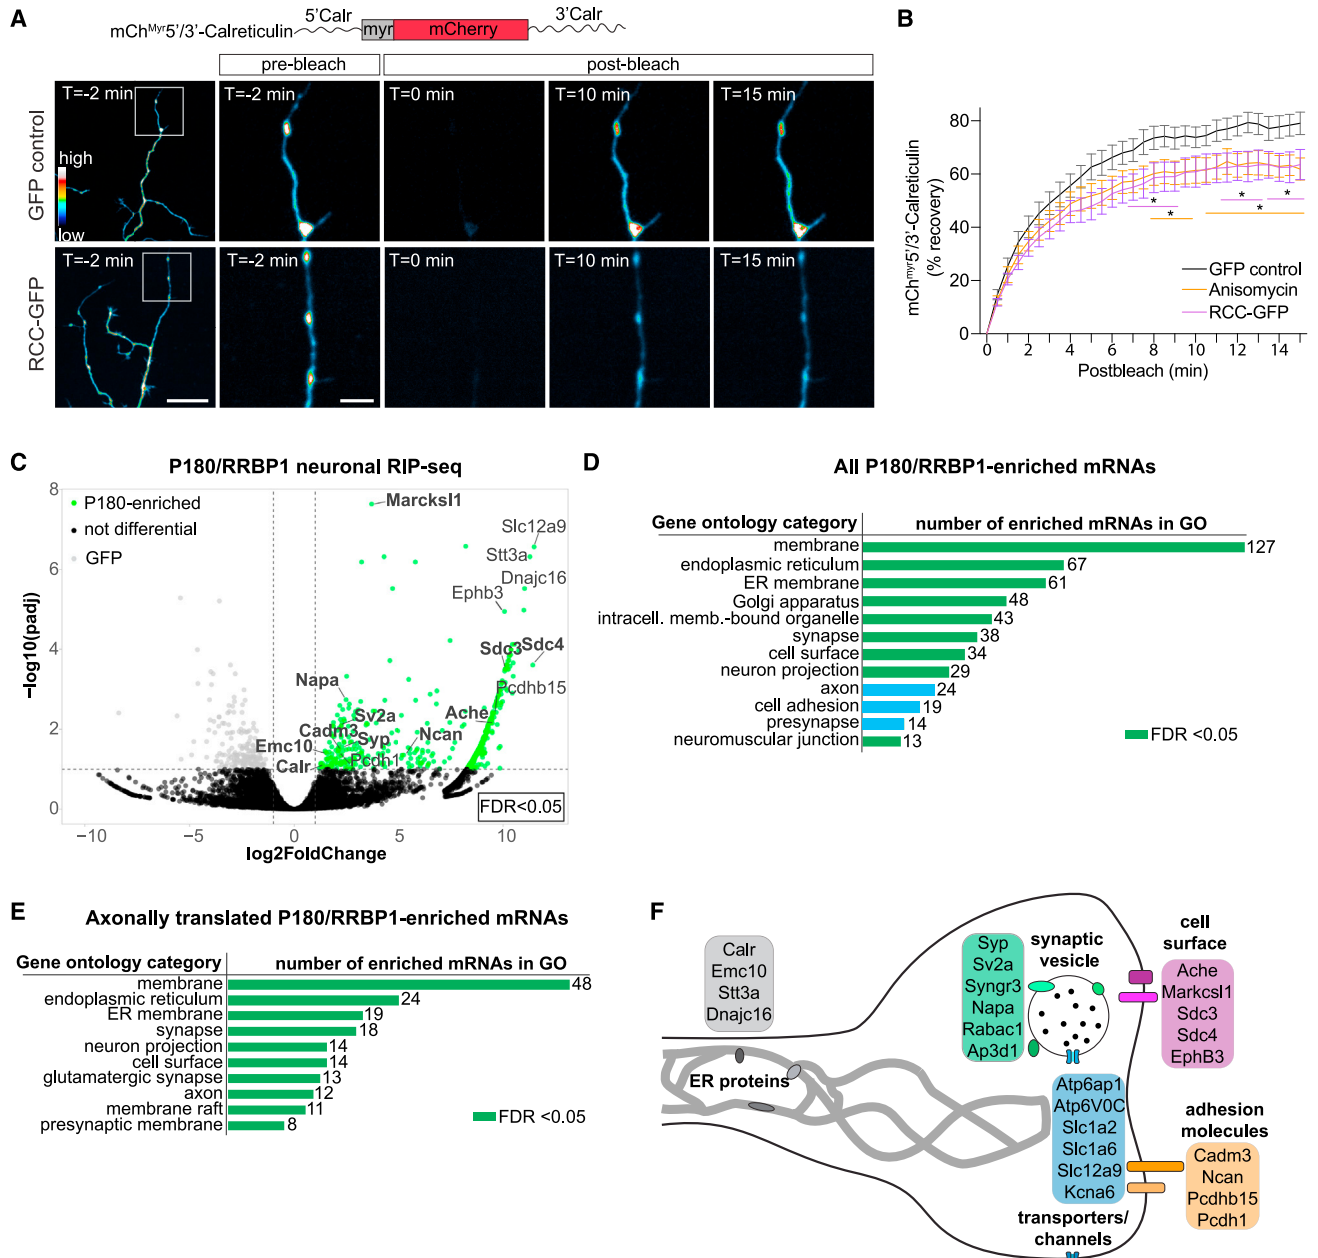 A
mCh^Myr5'/3'-Calreticulin
5'Calr
myr
mCherry
3'Calr
pre-bleach
post-bleach
GFP control
T=-2 min
high
low
T=-2 min
T=0 min
T=10 min
T=15 min
RCC-GFP
T=-2 min
T=-2 min
T=0 min
T=10 min
T=15 min
B
mCh^myr5'/3'-Calreticulin
(% recovery)
80
60
40
20
0
*
*
*
*
*
GFP control
Anisomycin
RCC-GFP
0 2 4 6 8 10 12 14
Postbleach (min)
C
P180/RRBP1 neuronal RIP-seq
P180-enriched
not differential
GFP
−log10(padj)
8
6
4
2
0
Marcksl1
Slc12a9
Stt3a
Dnajc16
Ephb3
Sdc3
Sdc4
Pcdhb15
Napa
Sv2a
Ache
Cadm3
Syp
Ncan
Emc10
Pcdh1
Calr
FDR<0.05
−10 −5 0 5 10
log2FoldChange
D
All P180/RRBP1-enriched mRNAs
Gene ontology category number of enriched mRNAs in GO
membrane 127
endoplasmic reticulum 67
ER membrane 61
Golgi apparatus 48
intracell. memb.-bound organelle 43
synapse 38
cell surface 34
neuron projection 29
axon 24
cell adhesion 19
presynapse 14
neuromuscular junction 13
FDR <0.05
E
Axonally translated P180/RRBP1-enriched mRNAs
Gene ontology category number of enriched mRNAs in GO
membrane 48
endoplasmic reticulum 24
ER membrane 19
synapse 18
neuron projection 14
cell surface 14
glutamatergic synapse 13
axon 12
membrane raft 11
presynaptic membrane 8
FDR <0.05
F
Calr
Emc10
Stt3a
Dnajc16
ER proteins
Syp
Sv2a
Syngr3
Napa
Rabac1
Ap3d1
synaptic
vesicle
cell
surface
Ache
Markcsl1
Sdc3
Sdc4
EphB3
Atp6ap1
Atp6V0C
Slc1a2
Slc1a6
Slc12a9
Kcna6
transporters/
channels
adhesion
molecules
Cadm3
Ncan
Pcdhb15
Pcdh1